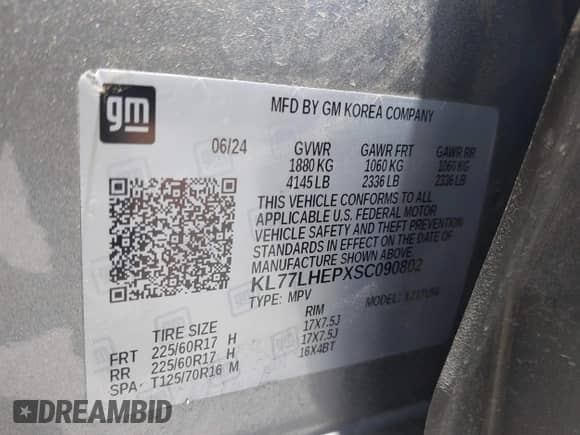 gm
MFD BY GM KOREA COMPANY
06/24 GVWR GAWR FRT GAWR RR
1880 KG 1060 KG 1060 KG
4145 LB 2336 LB 2336 LB
THIS VEHICLE CONFORMS TO ALL
APPLICABLE U.S. FEDERAL MOTOR
VEHICLE SAFETY AND THEFT PREVENTION
STANDARDS IN EFFECT ON THE DATE OF
MANUFACTURE SHOWN ABOVE.
KL77LHEPXSC090802
TYPE: MPV MODEL:
TIRE SIZE RIM
FRT 225/60R17 H 17X7.5J
RR 225/60R17 H 17X7.5J
SPA: T125/70R16 M 16X4BT
DREAMBID